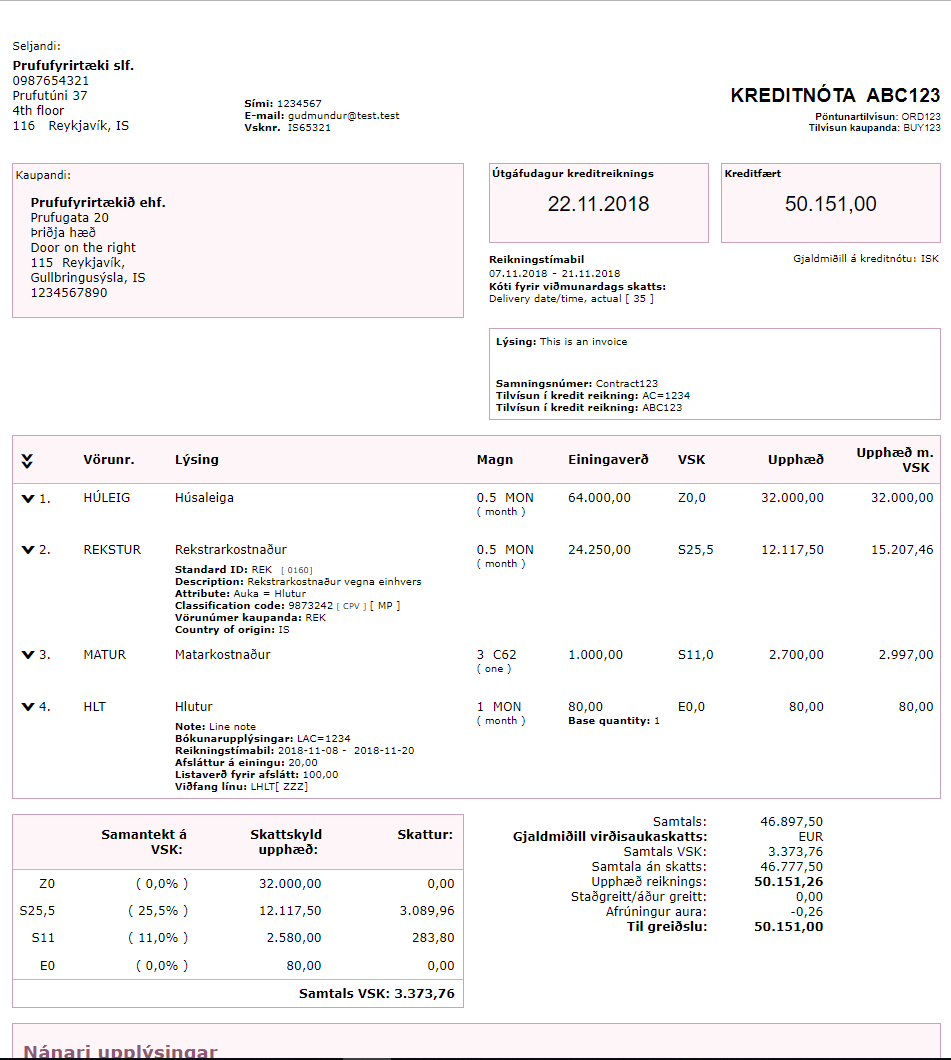 Seljandi:
Prufufyrirtæki slf.
0987654321
Prufutúni 37
4th floor
116 Reykjavík, IS
Sími: 1234567
E-mail: gudmundur@test.test
Vsknr. IS65321
KREDITNÓTA ABC123
Pöntunartilvísun: ORD123
Tilvísun kaupanda: BUY123
Kaupandi:
Prufufyrirtækið ehf.
Prufugata 20
Þriðja hæð
Door on the right
115 Reykjavík,
Gullbringusýsla, IS
1234567890
Útgáfudagur kreditreiknings
22.11.2018
Kreditfært
50.151,00
Reikningstímabil
07.11.2018 - 21.11.2018
Kóti fyrir viðmunardags skatts:
Delivery date/time, actual [ 35 ]
Gjaldmiðill á kreditnótu: ISK
Lýsing: This is an invoice
Samningsnúmer: Contract123
Tilvísun í kredit reikning: AC=1234
Tilvísun í kredit reikning: ABC123
Vörunr. Lýsing Magn Einingaverð VSK Upphæð Upphæð m. VSK
1. HÚLEIG Húsaleiga 0.5 MON 64.000,00 Z0,0 32.000,00 32.000,00
( month )
2. REKSTUR Rekstrarkostnaður 0.5 MON 24.250,00 S25,5 12.117,50 15.207,46
( month )
Standard ID: REK [ 0160]
Description: Rekstrarkostnaður vegna einhvers
Attribute: Auka = Hlutur
Classification code: 9873242 [ CPV ] [ MP ]
Vörunúmer kaupanda: REK
Country of origin: IS
3. MATUR Matarkostnaður 3 C62 1.000,00 S11,0 2.700,00 2.997,00
( one )
4. HLT Hlutur 1 MON 80,00 E0,0 80,00 80,00
( month ) Base quantity: 1
Note: Line note
Bókunarupplýsingar: LAC=1234
Reikningstímabil: 2018-11-08 - 2018-11-20
Afsláttur á einingu: 20,00
Listaverð fyrir afslátt: 100,00
Viðfang línu: LHLT[ ZZZ]
Samantekt á VSK: Skattskyld upphæð: Skattur:
Z0 ( 0,0% ) 32.000,00 0,00
S25,5 ( 25,5% ) 12.117,50 3.089,96
S11 ( 11,0% ) 2.580,00 283,80
E0 ( 0,0% ) 80,00 0,00
Samtals VSK: 3.373,76
Samtals: 46.897,50
Gjaldmiðill virðisaukaskatts: EUR
Samtals VSK: 3.373,76
Samtala án skatts: 46.777,50
Upphæð reiknings: 50.151,26
Staðgreitt/áður greitt: 0,00
Afrúningur aura: -0,26
Til greiðslu: 50.151,00
Nánari upplýsingar